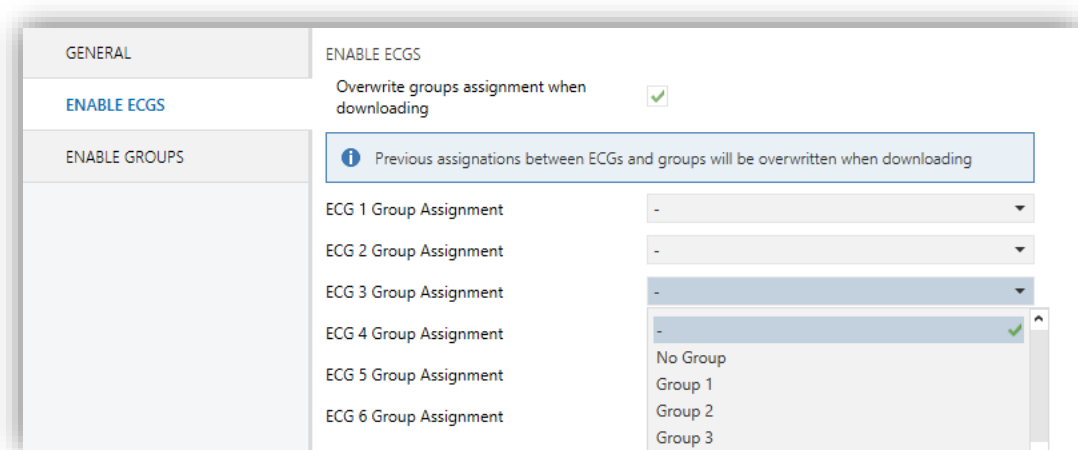 GENERAL
ENABLE ECGS
ENABLE GROUPS
ENABLE ECGS
Overwrite groups assignment when
downloading
Previous assignations between ECGs and groups will be overwritten when downloading
ECG 1 Group Assignment -
ECG 2 Group Assignment -
ECG 3 Group Assignment -
ECG 4 Group Assignment
ECG 5 Group Assignment
ECG 6 Group Assignment
-
No Group
Group 1
Group 2
Group 3